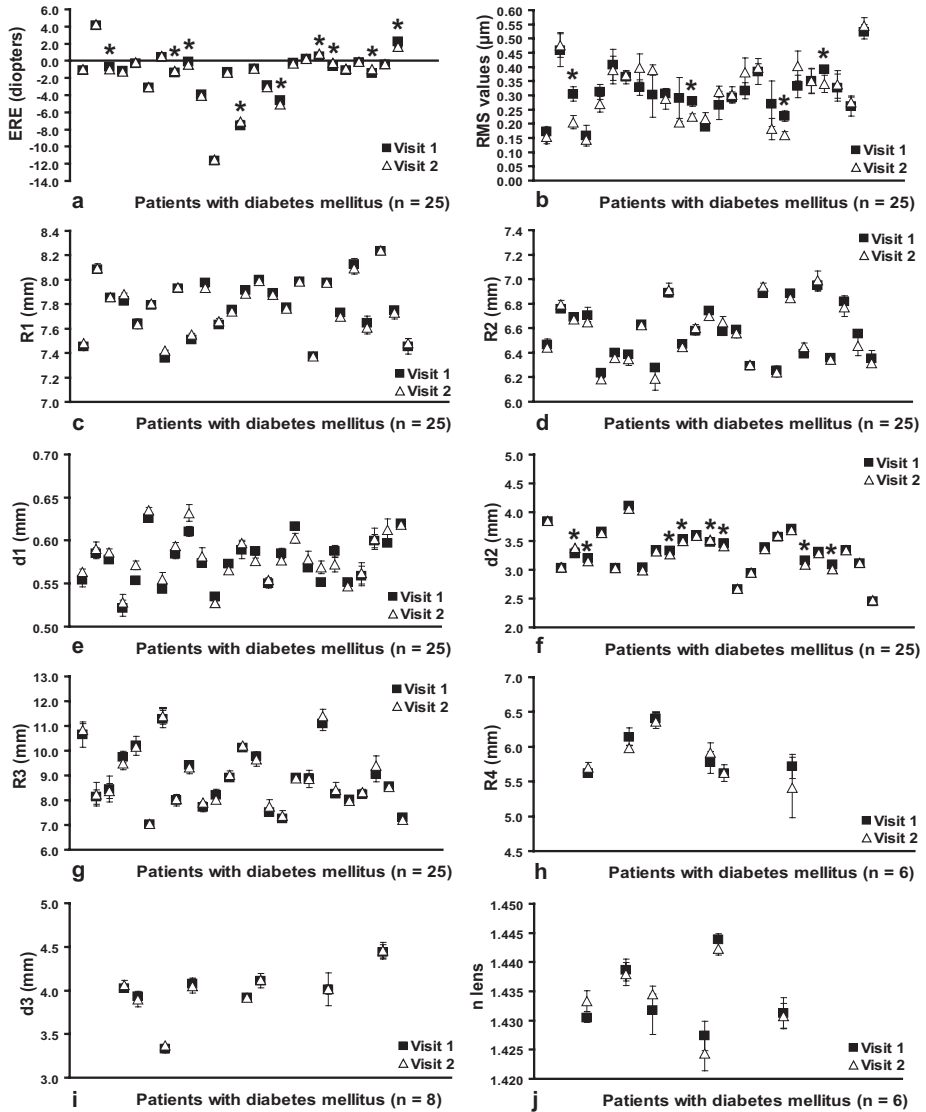 6.0
4.0
2.0
0.0
-2.0
-4.0
-6.0
-8.0
-10.0
-12.0
-14.0
ERE (diopters)
* * * * * * * * * *
Visit 1
Visit 2
a
Patients with diabetes mellitus (n = 25)
0.60
0.55
0.50
0.45
0.40
0.35
0.30
0.25
0.20
0.15
0.10
0.05
0.00
RMS values (μm)
* * * *
Visit 1
Visit 2
b
Patients with diabetes mellitus (n = 25)
8.4
8.2
8.0
7.8
7.6
7.4
7.2
7.0
R1 (mm)
Visit 1
Visit 2
c
Patients with diabetes mellitus (n = 25)
7.4
7.2
7.0
6.8
6.6
6.4
6.2
6.0
R2 (mm)
Visit 1
Visit 2
d
Patients with diabetes mellitus (n = 25)
0.70
0.65
0.60
0.55
0.50
d1 (mm)
Visit 1
Visit 2
e
Patients with diabetes mellitus (n = 25)
5.0
4.5
4.0
3.5
3.0
2.5
2.0
d2 (mm)
* * * * * * * *
Visit 1
Visit 2
f
Patients with diabetes mellitus (n = 25)
13.0
12.0
11.0
10.0
9.0
8.0
7.0
6.0
R3 (mm)
Visit 1
Visit 2
g
Patients with diabetes mellitus (n = 25)
7.0
6.5
6.0
5.5
5.0
4.5
R4 (mm)
Visit 1
Visit 2
h
Patients with diabetes mellitus (n = 6)
5.0
4.5
4.0
3.5
3.0
d3 (mm)
Visit 1
Visit 2
i
Patients with diabetes mellitus (n = 8)
1.450
1.445
1.440
1.435
1.430
1.425
1.420
n lens
Visit 1
Visit 2
j
Patients with diabetes mellitus (n = 6)